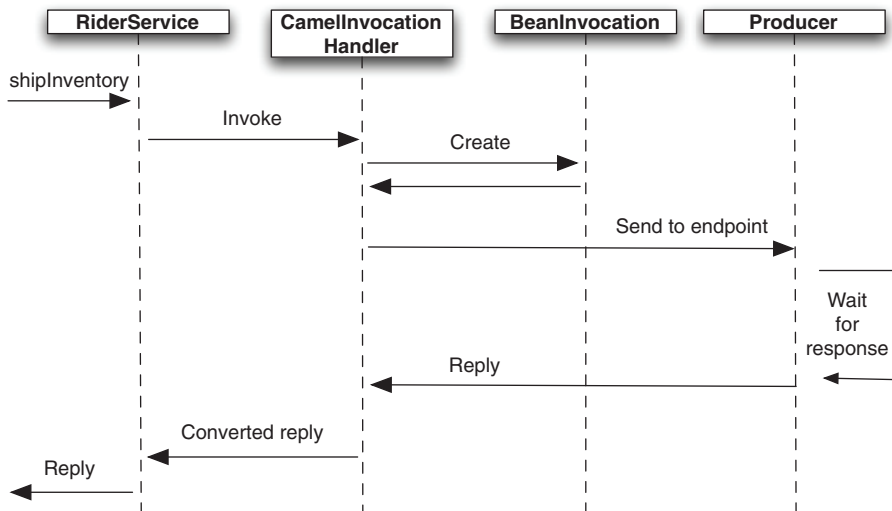 RiderService
CamelInvocation
Handler
BeanInvocation
Producer
shipInventory
Invoke
Create
Send to endpoint
Wait
for
response
Reply
Converted reply
Reply